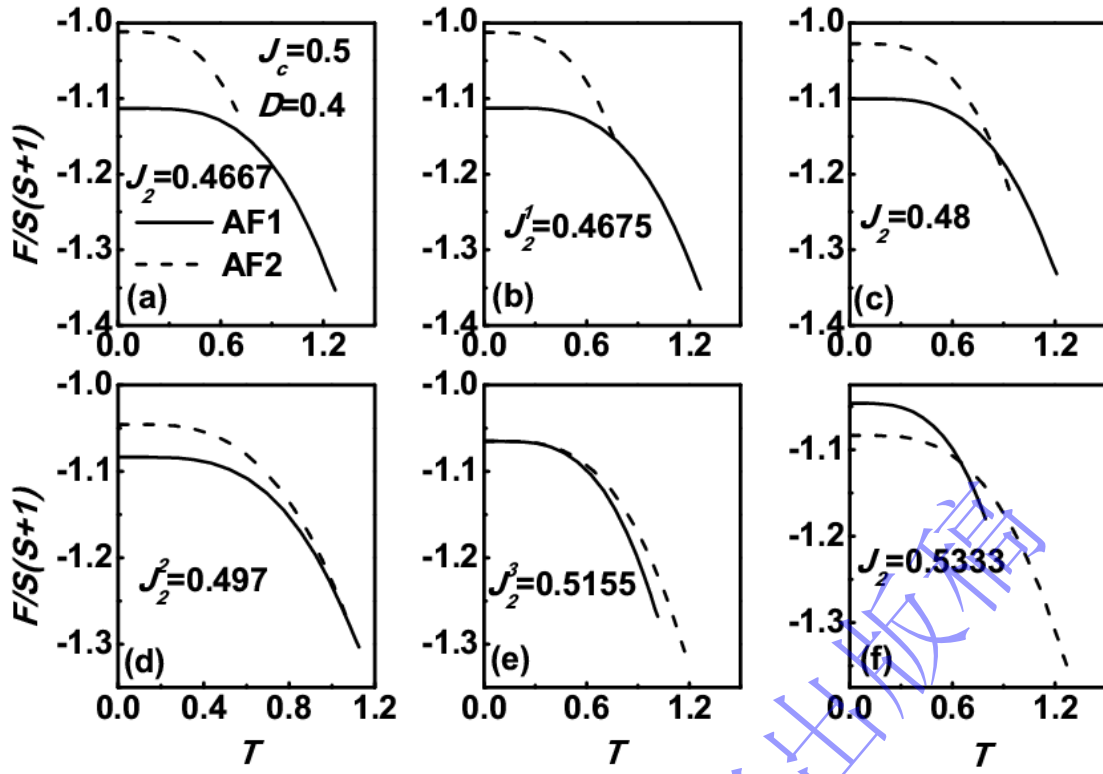 -1.0
-1.1
-1.2
-1.3
-1.4
F/S(S+1)
J_c=0.5
D=0.4
J_2=0.4667
AF1
AF2
(a)
0.0 0.6 1.2
-1.0
-1.1
-1.2
-1.3
-1.4
J_2^1=0.4675
(b)
0.0 0.6 1.2
-1.0
-1.1
-1.2
-1.3
-1.4
J_2=0.48
(c)
0.0 0.6 1.2
-1.0
-1.1
-1.2
-1.3
F/S(S+1)
J_2^2=0.497
(d)
0.0 0.4 0.8 1.2
T
-1.0
-1.1
-1.2
-1.3
J_2^3=0.5155
(e)
0.0 0.6 1.2
T
-1.1
-1.2
-1.3
J_2=0.5333
(f)
0.0 0.6 1.2
T
出版稿